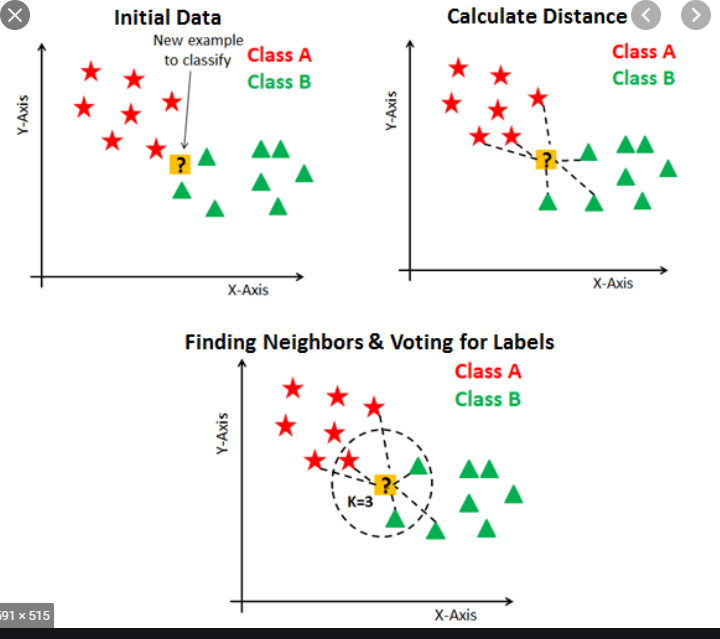 Initial Data
New example
to classify
Class A
Class B
Y-Axis
?
X-Axis
Calculate Distance
Class A
Class B
Y-Axis
?
X-Axis
Finding Neighbors & Voting for Labels
Class A
Class B
Y-Axis
?
K=3
X-Axis
91 × 515